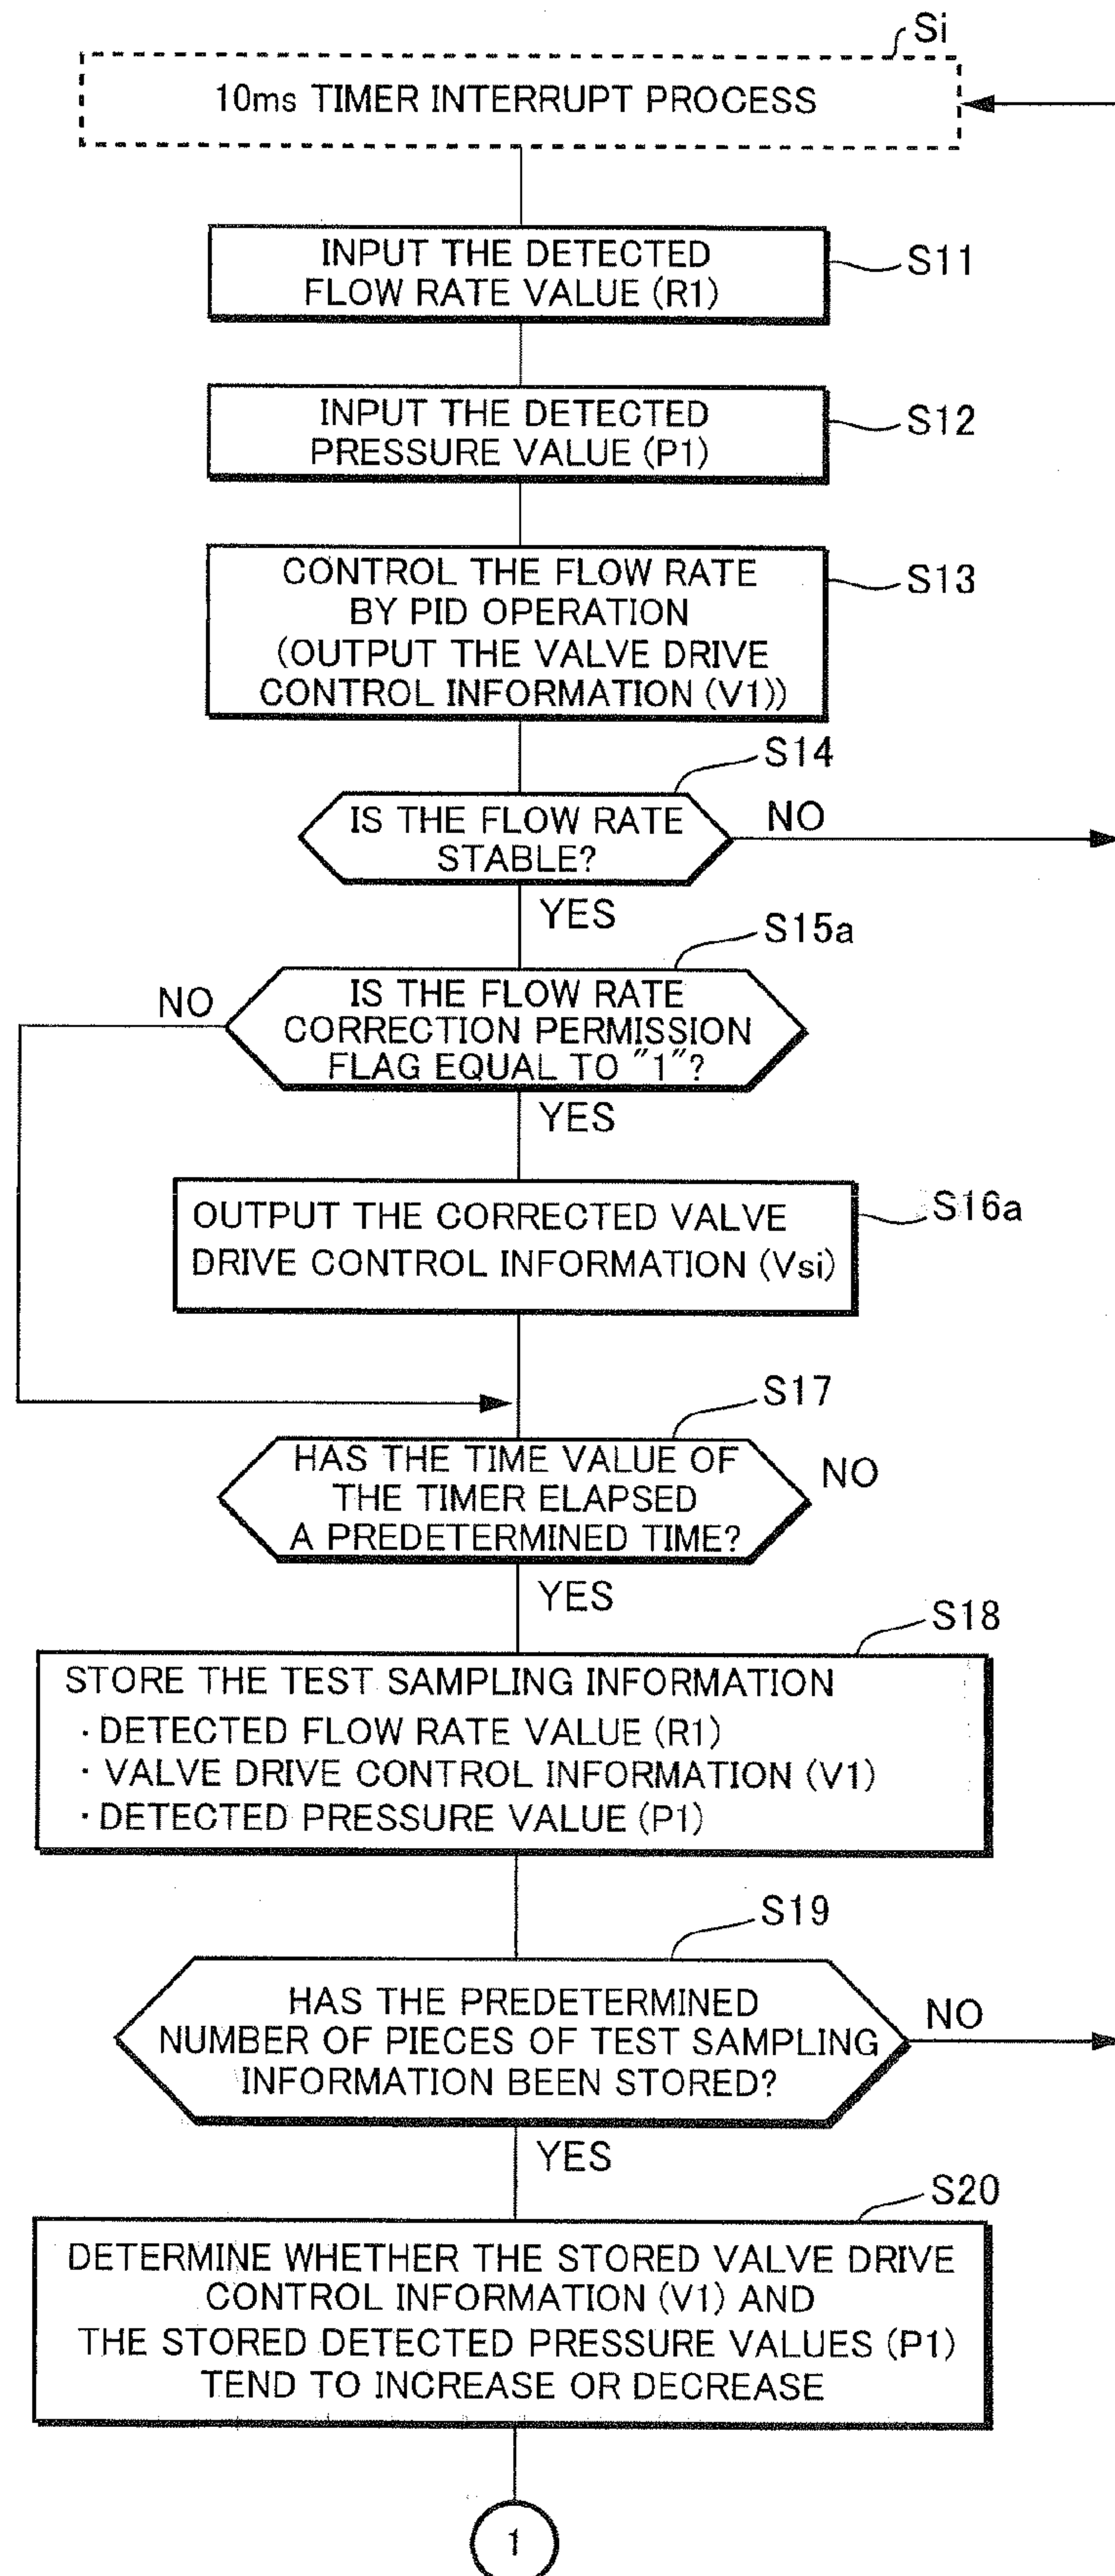 Si
10ms TIMER INTERRUPT PROCESS
INPUT THE DETECTED
FLOW RATE VALUE (R1)
S11
INPUT THE DETECTED
PRESSURE VALUE (P1)
S12
CONTROL THE FLOW RATE
BY PID OPERATION
(OUTPUT THE VALVE DRIVE
CONTROL INFORMATION (V1))
S13
S14
IS THE FLOW RATE
STABLE?
NO
YES
S15a
IS THE FLOW RATE
CORRECTION PERMISSION
FLAG EQUAL TO "1"?
NO
YES
OUTPUT THE CORRECTED VALVE
DRIVE CONTROL INFORMATION (Vsi)
S16a
S17
HAS THE TIME VALUE OF
THE TIMER ELAPSED
A PREDETERMINED TIME?
NO
YES
S18
STORE THE TEST SAMPLING INFORMATION
· DETECTED FLOW RATE VALUE (R1)
· VALVE DRIVE CONTROL INFORMATION (V1)
· DETECTED PRESSURE VALUE (P1)
S19
HAS THE PREDETERMINED
NUMBER OF PIECES OF TEST SAMPLING
INFORMATION BEEN STORED?
NO
YES
S20
DETERMINE WHETHER THE STORED VALVE DRIVE
CONTROL INFORMATION (V1) AND
THE STORED DETECTED PRESSURE VALUES (P1)
TEND TO INCREASE OR DECREASE
1